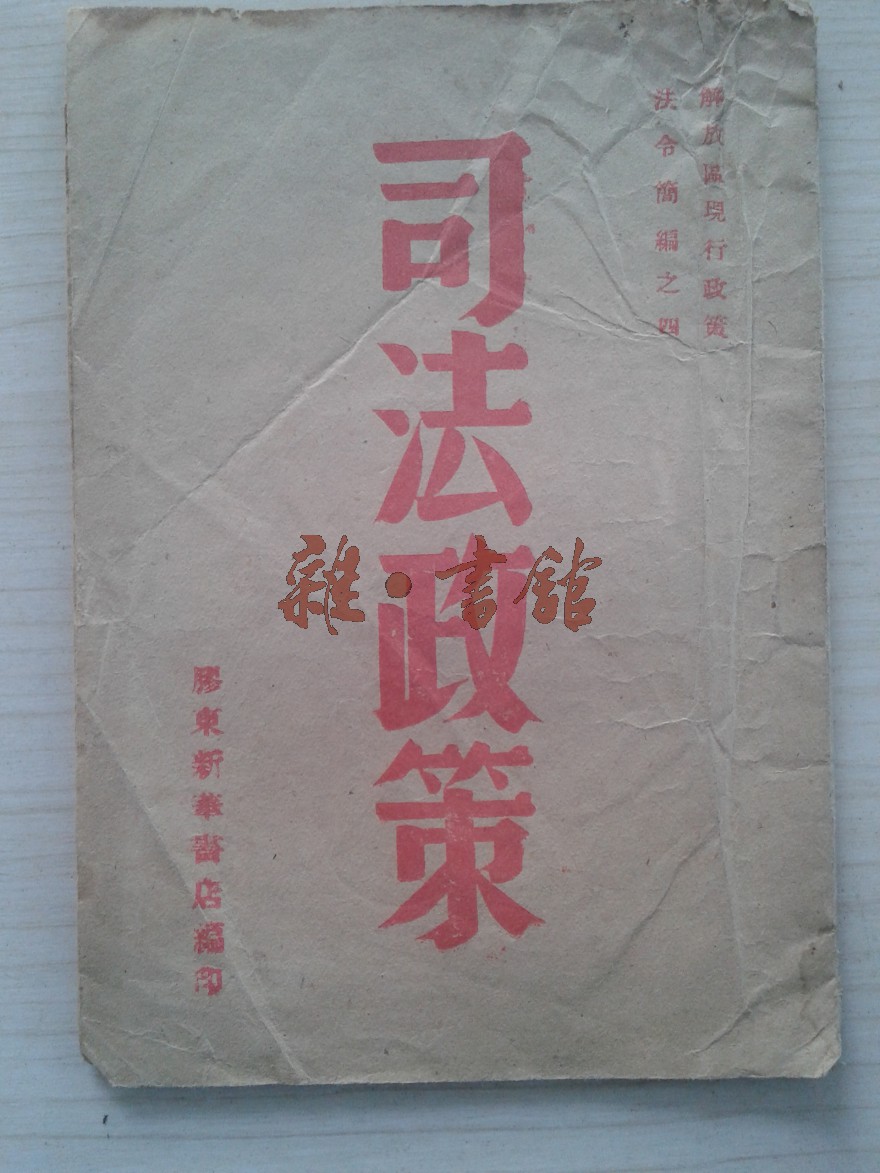 解放區現行政策
法令簡編之四
司法政策
膠東新華書店編印
雜·書館